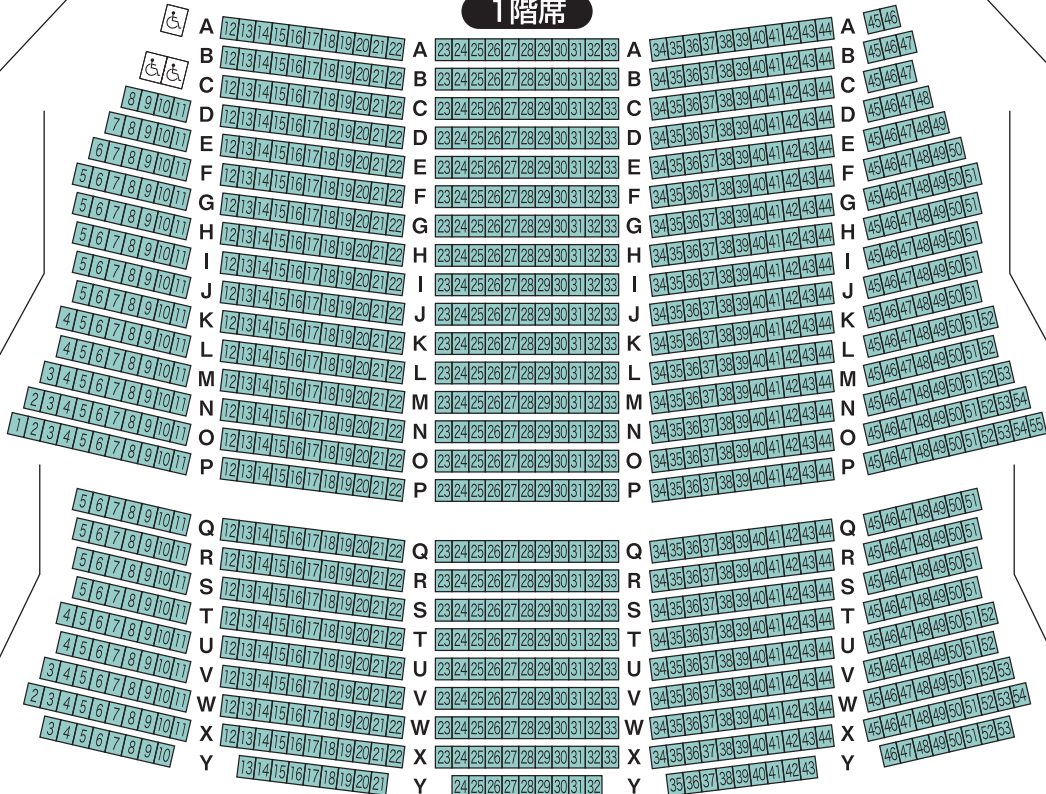 1階席
A 12 13 14 15 16 17 18 19 20 21 22 A 23 24 25 26 27 28 29 30 31 32 33 A 34 35 36 37 38 39 40 41 42 43 44 A 45 46
B 12 13 14 15 16 17 18 19 20 21 22 B 23 24 25 26 27 28 29 30 31 32 33 B 34 35 36 37 38 39 40 41 42 43 44 B 45 46 47
C 12 13 14 15 16 17 18 19 20 21 22 C 23 24 25 26 27 28 29 30 31 32 33 C 34 35 36 37 38 39 40 41 42 43 44 C 45 46 47
8 9 10 11 D 12 13 14 15 16 17 18 19 20 21 22 D 23 24 25 26 27 28 29 30 31 32 33 D 34 35 36 37 38 39 40 41 42 43 44 D 45 46 47 48
7 8 9 10 11 E 12 13 14 15 16 17 18 19 20 21 22 E 23 24 25 26 27 28 29 30 31 32 33 E 34 35 36 37 38 39 40 41 42 43 44 E 45 46 47 48 49
6 7 8 9 10 11 F 12 13 14 15 16 17 18 19 20 21 22 F 23 24 25 26 27 28 29 30 31 32 33 F 34 35 36 37 38 39 40 41 42 43 44 F 45 46 47 48 49 50
5 6 7 8 9 10 11 G 12 13 14 15 16 17 18 19 20 21 22 G 23 24 25 26 27 28 29 30 31 32 33 G 34 35 36 37 38 39 40 41 42 43 44 G 45 46 47 48 49 50 51
5 6 7 8 9 10 11 H 12 13 14 15 16 17 18 19 20 21 22 H 23 24 25 26 27 28 29 30 31 32 33 H 34 35 36 37 38 39 40 41 42 43 44 H 45 46 47 48 49 50 51
5 6 7 8 9 10 11 I 12 13 14 15 16 17 18 19 20 21 22 I 23 24 25 26 27 28 29 30 31 32 33 I 34 35 36 37 38 39 40 41 42 43 44 I 45 46 47 48 49 50 51
5 6 7 8 9 10 11 J 12 13 14 15 16 17 18 19 20 21 22 J 23 24 25 26 27 28 29 30 31 32 33 J 34 35 36 37 38 39 40 41 42 43 44 J 45 46 47 48 49 50 51
5 6 7 8 9 10 11 K 12 13 14 15 16 17 18 19 20 21 22 K 23 24 25 26 27 28 29 30 31 32 33 K 34 35 36 37 38 39 40 41 42 43 44 K 45 46 47 48 49 50 51
4 5 6 7 8 9 10 11 L 12 13 14 15 16 17 18 19 20 21 22 L 23 24 25 26 27 28 29 30 31 32 33 L 34 35 36 37 38 39 40 41 42 43 44 L 45 46 47 48 49 50 51 52
4 5 6 7 8 9 10 11 M 12 13 14 15 16 17 18 19 20 21 22 M 23 24 25 26 27 28 29 30 31 32 33 M 34 35 36 37 38 39 40 41 42 43 44 M 45 46 47 48 49 50 51 52
3 4 5 6 7 8 9 10 11 N 12 13 14 15 16 17 18 19 20 21 22 N 23 24 25 26 27 28 29 30 31 32 33 N 34 35 36 37 38 39 40 41 42 43 44 N 45 46 47 48 49 50 51 52 53
2 3 4 5 6 7 8 9 10 11 O 12 13 14 15 16 17 18 19 20 21 22 O 23 24 25 26 27 28 29 30 31 32 33 O 34 35 36 37 38 39 40 41 42 43 44 O 45 46 47 48 49 50 51 52 53 54
1 2 3 4 5 6 7 8 9 10 11 P 12 13 14 15 16 17 18 19 20 21 22 P 23 24 25 26 27 28 29 30 31 32 33 P 34 35 36 37 38 39 40 41 42 43 44 P 45 46 47 48 49 50 51 52 53 54 55
5 6 7 8 9 10 11 Q 12 13 14 15 16 17 18 19 20 21 22 Q 23 24 25 26 27 28 29 30 31 32 33 Q 34 35 36 37 38 39 40 41 42 43 44 Q 45 46 47 48 49 50 51
5 6 7 8 9 10 11 R 12 13 14 15 16 17 18 19 20 21 22 R 23 24 25 26 27 28 29 30 31 32 33 R 34 35 36 37 38 39 40 41 42 43 44 R 45 46 47 48 49 50 51
5 6 7 8 9 10 11 S 12 13 14 15 16 17 18 19 20 21 22 S 23 24 25 26 27 28 29 30 31 32 33 S 34 35 36 37 38 39 40 41 42 43 44 S 45 46 47 48 49 50 51
5 6 7 8 9 10 11 T 12 13 14 15 16 17 18 19 20 21 22 T 23 24 25 26 27 28 29 30 31 32 33 T 34 35 36 37 38 39 40 41 42 43 44 T 45 46 47 48 49 50 51
4 5 6 7 8 9 10 11 U 12 13 14 15 16 17 18 19 20 21 22 U 23 24 25 26 27 28 29 30 31 32 33 U 34 35 36 37 38 39 40 41 42 43 44 U 45 46 47 48 49 50 51 52
4 5 6 7 8 9 10 11 V 12 13 14 15 16 17 18 19 20 21 22 V 23 24 25 26 27 28 29 30 31 32 33 V 34 35 36 37 38 39 40 41 42 43 44 V 45 46 47 48 49 50 51 52
3 4 5 6 7 8 9 10 11 W 12 13 14 15 16 17 18 19 20 21 22 W 23 24 25 26 27 28 29 30 31 32 33 W 34 35 36 37 38 39 40 41 42 43 44 W 45 46 47 48 49 50 51 52 53
2 3 4 5 6 7 8 9 10 11 X 12 13 14 15 16 17 18 19 20 21 22 X 23 24 25 26 27 28 29 30 31 32 33 X 34 35 36 37 38 39 40 41 42 43 44 X 45 46 47 48 49 50 51 52 53 54
3 4 5 6 7 8 9 10 Y 13 14 15 16 17 18 19 20 21 Y 24 25 26 27 28 29 30 31 32 Y 35 36 37 38 39 40 41 42 43 Y 46 47 48 49 50 51 52 53